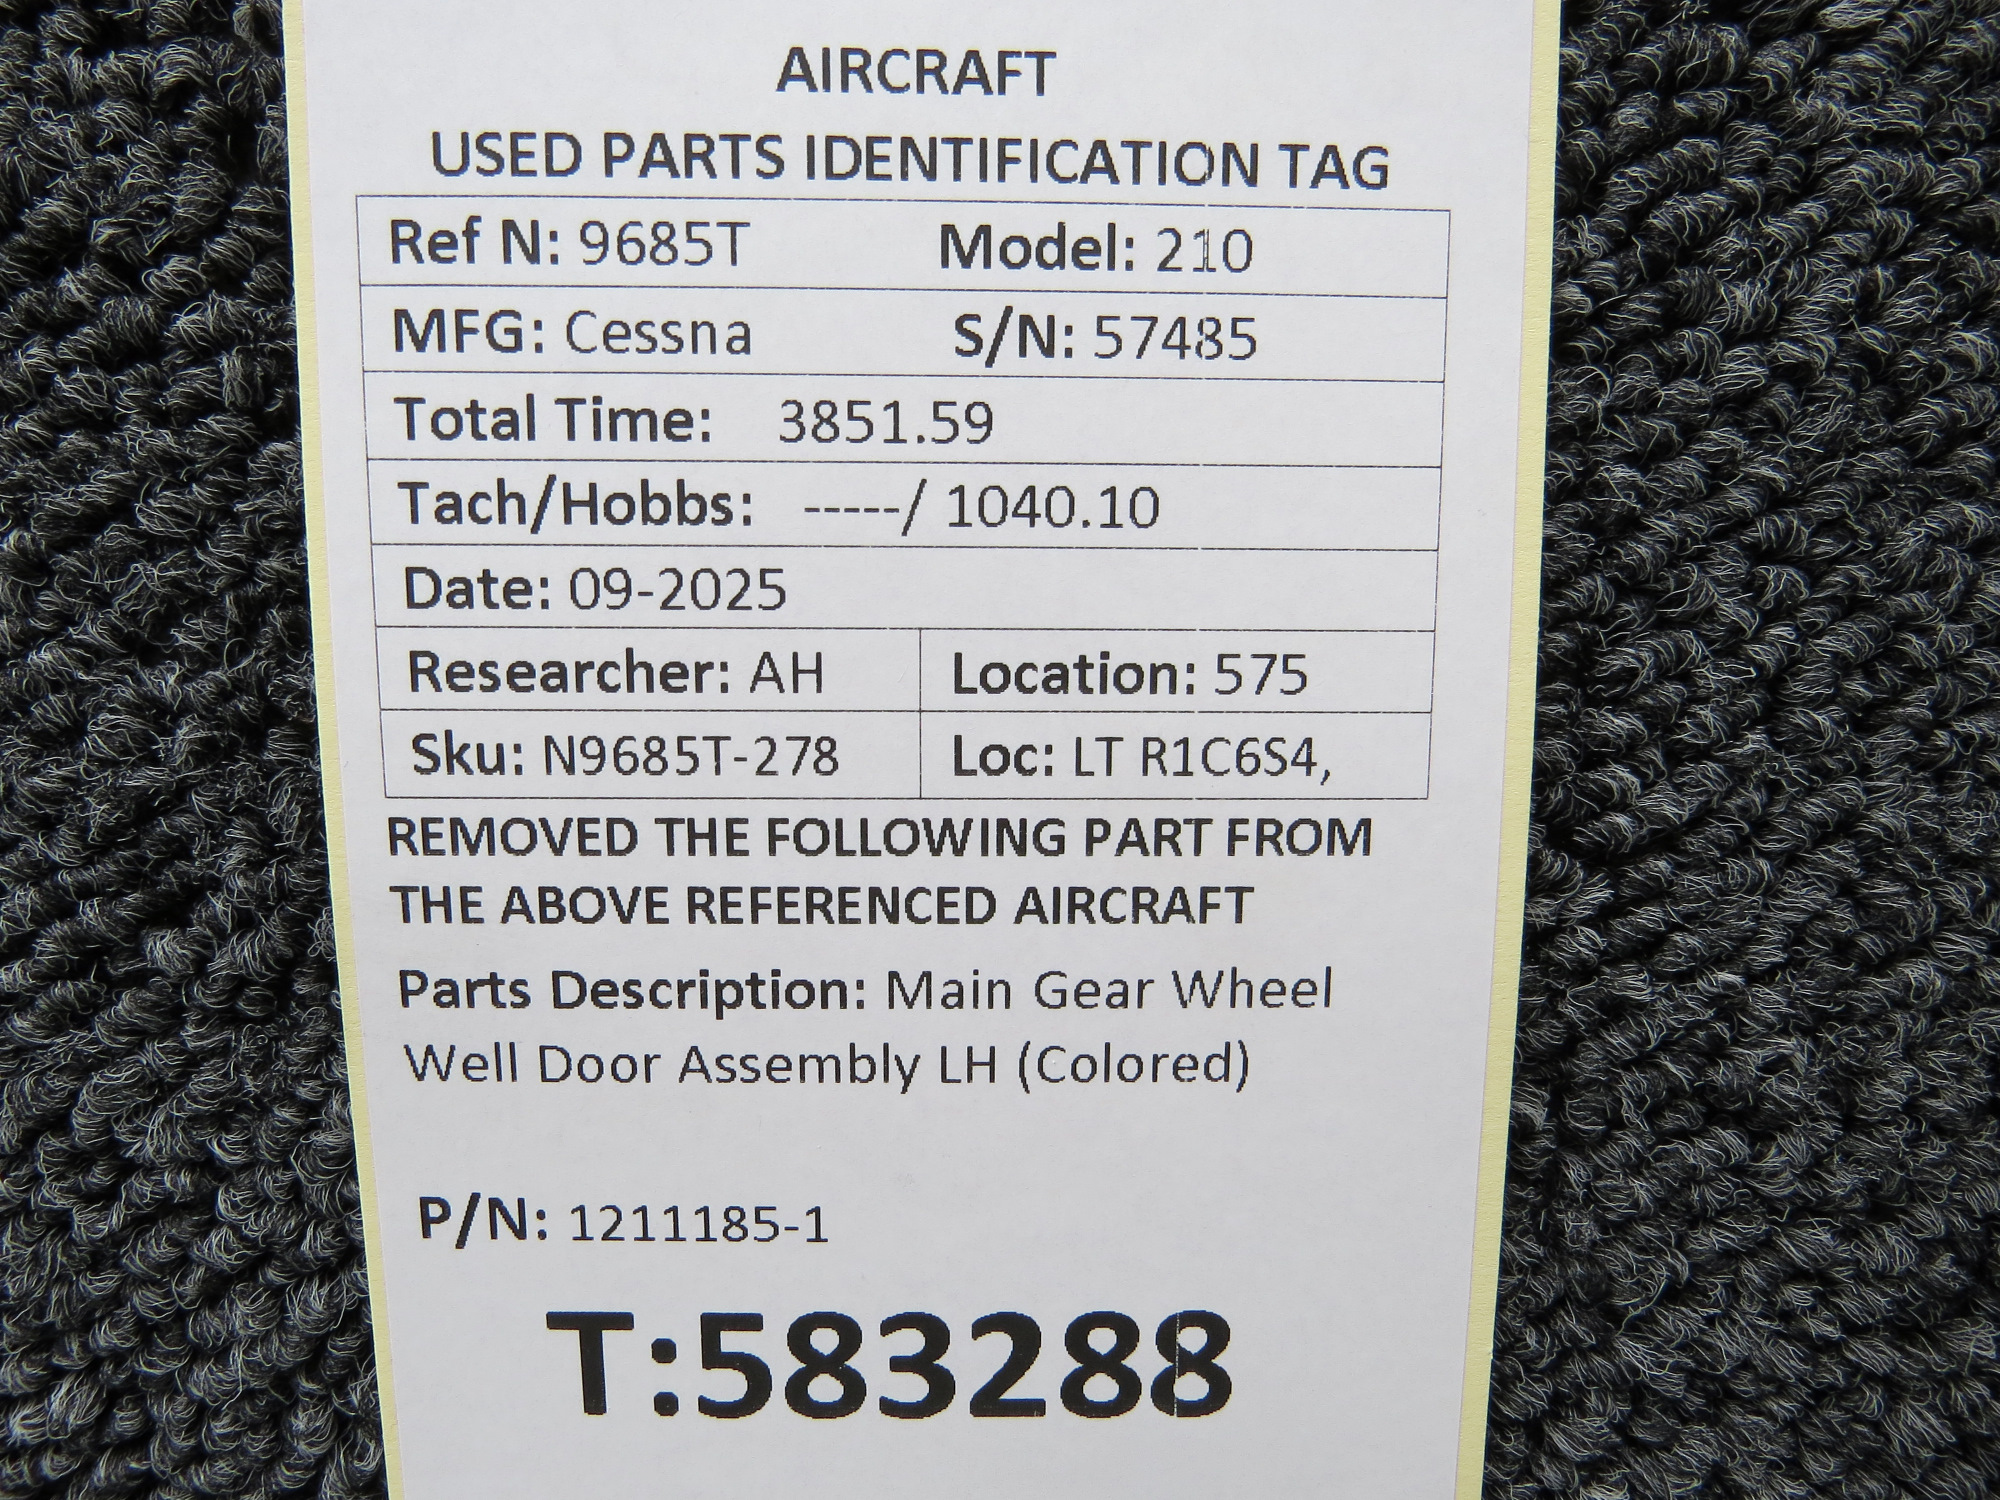 AIRCRAFT
USED PARTS IDENTIFICATION TAG
Ref N: 9685T Model: 210
MFG: Cessna S/N: 57485
Total Time: 3851.59
Tach/Hobbs: -----/ 1040.10
Date: 09-2025
Researcher: AH Location: 575
Sku: N9685T-278 Loc: LT R1C6S4,
REMOVED THE FOLLOWING PART FROM
THE ABOVE REFERENCED AIRCRAFT
Parts Description: Main Gear Wheel
Well Door Assembly LH (Colored)
P/N: 1211185-1
T:583288